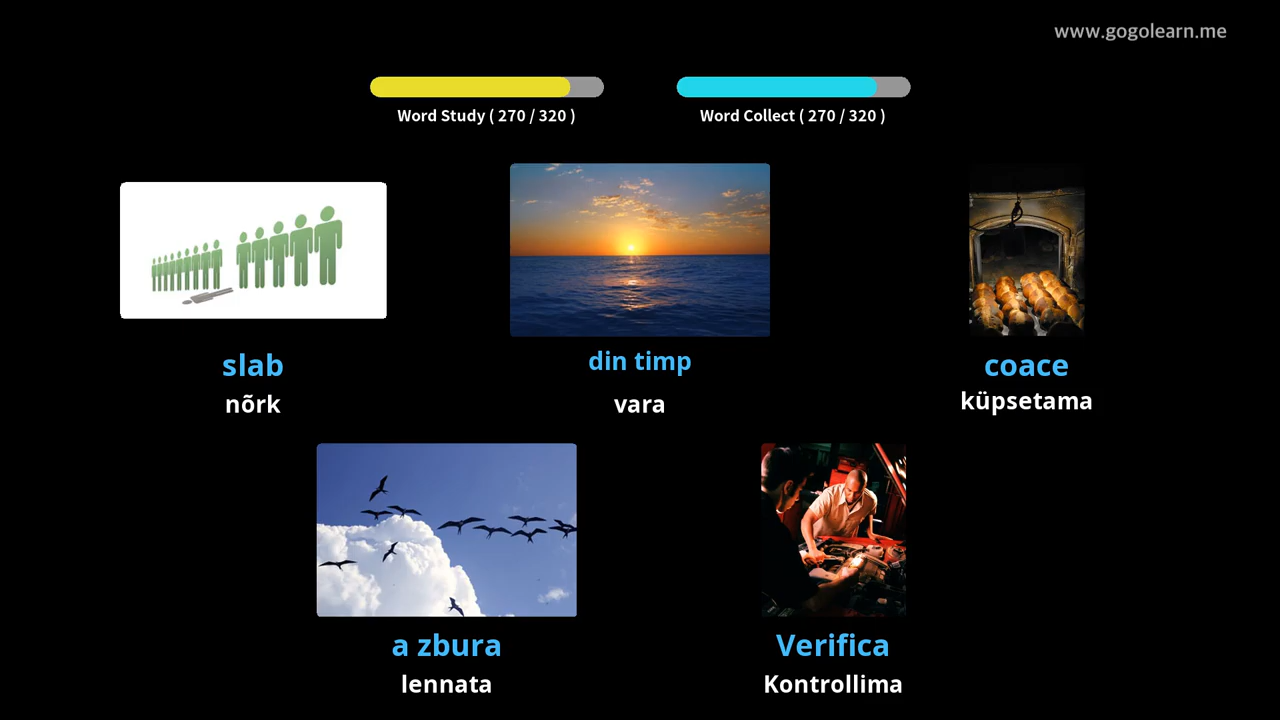 www.gogolearn.me
Word Study ( 270 / 320 )
Word Collect ( 270 / 320 )
slab
nõrk
din timp
vara
coace
küpsetama
a zbura
lennata
Verifica
Kontrollima